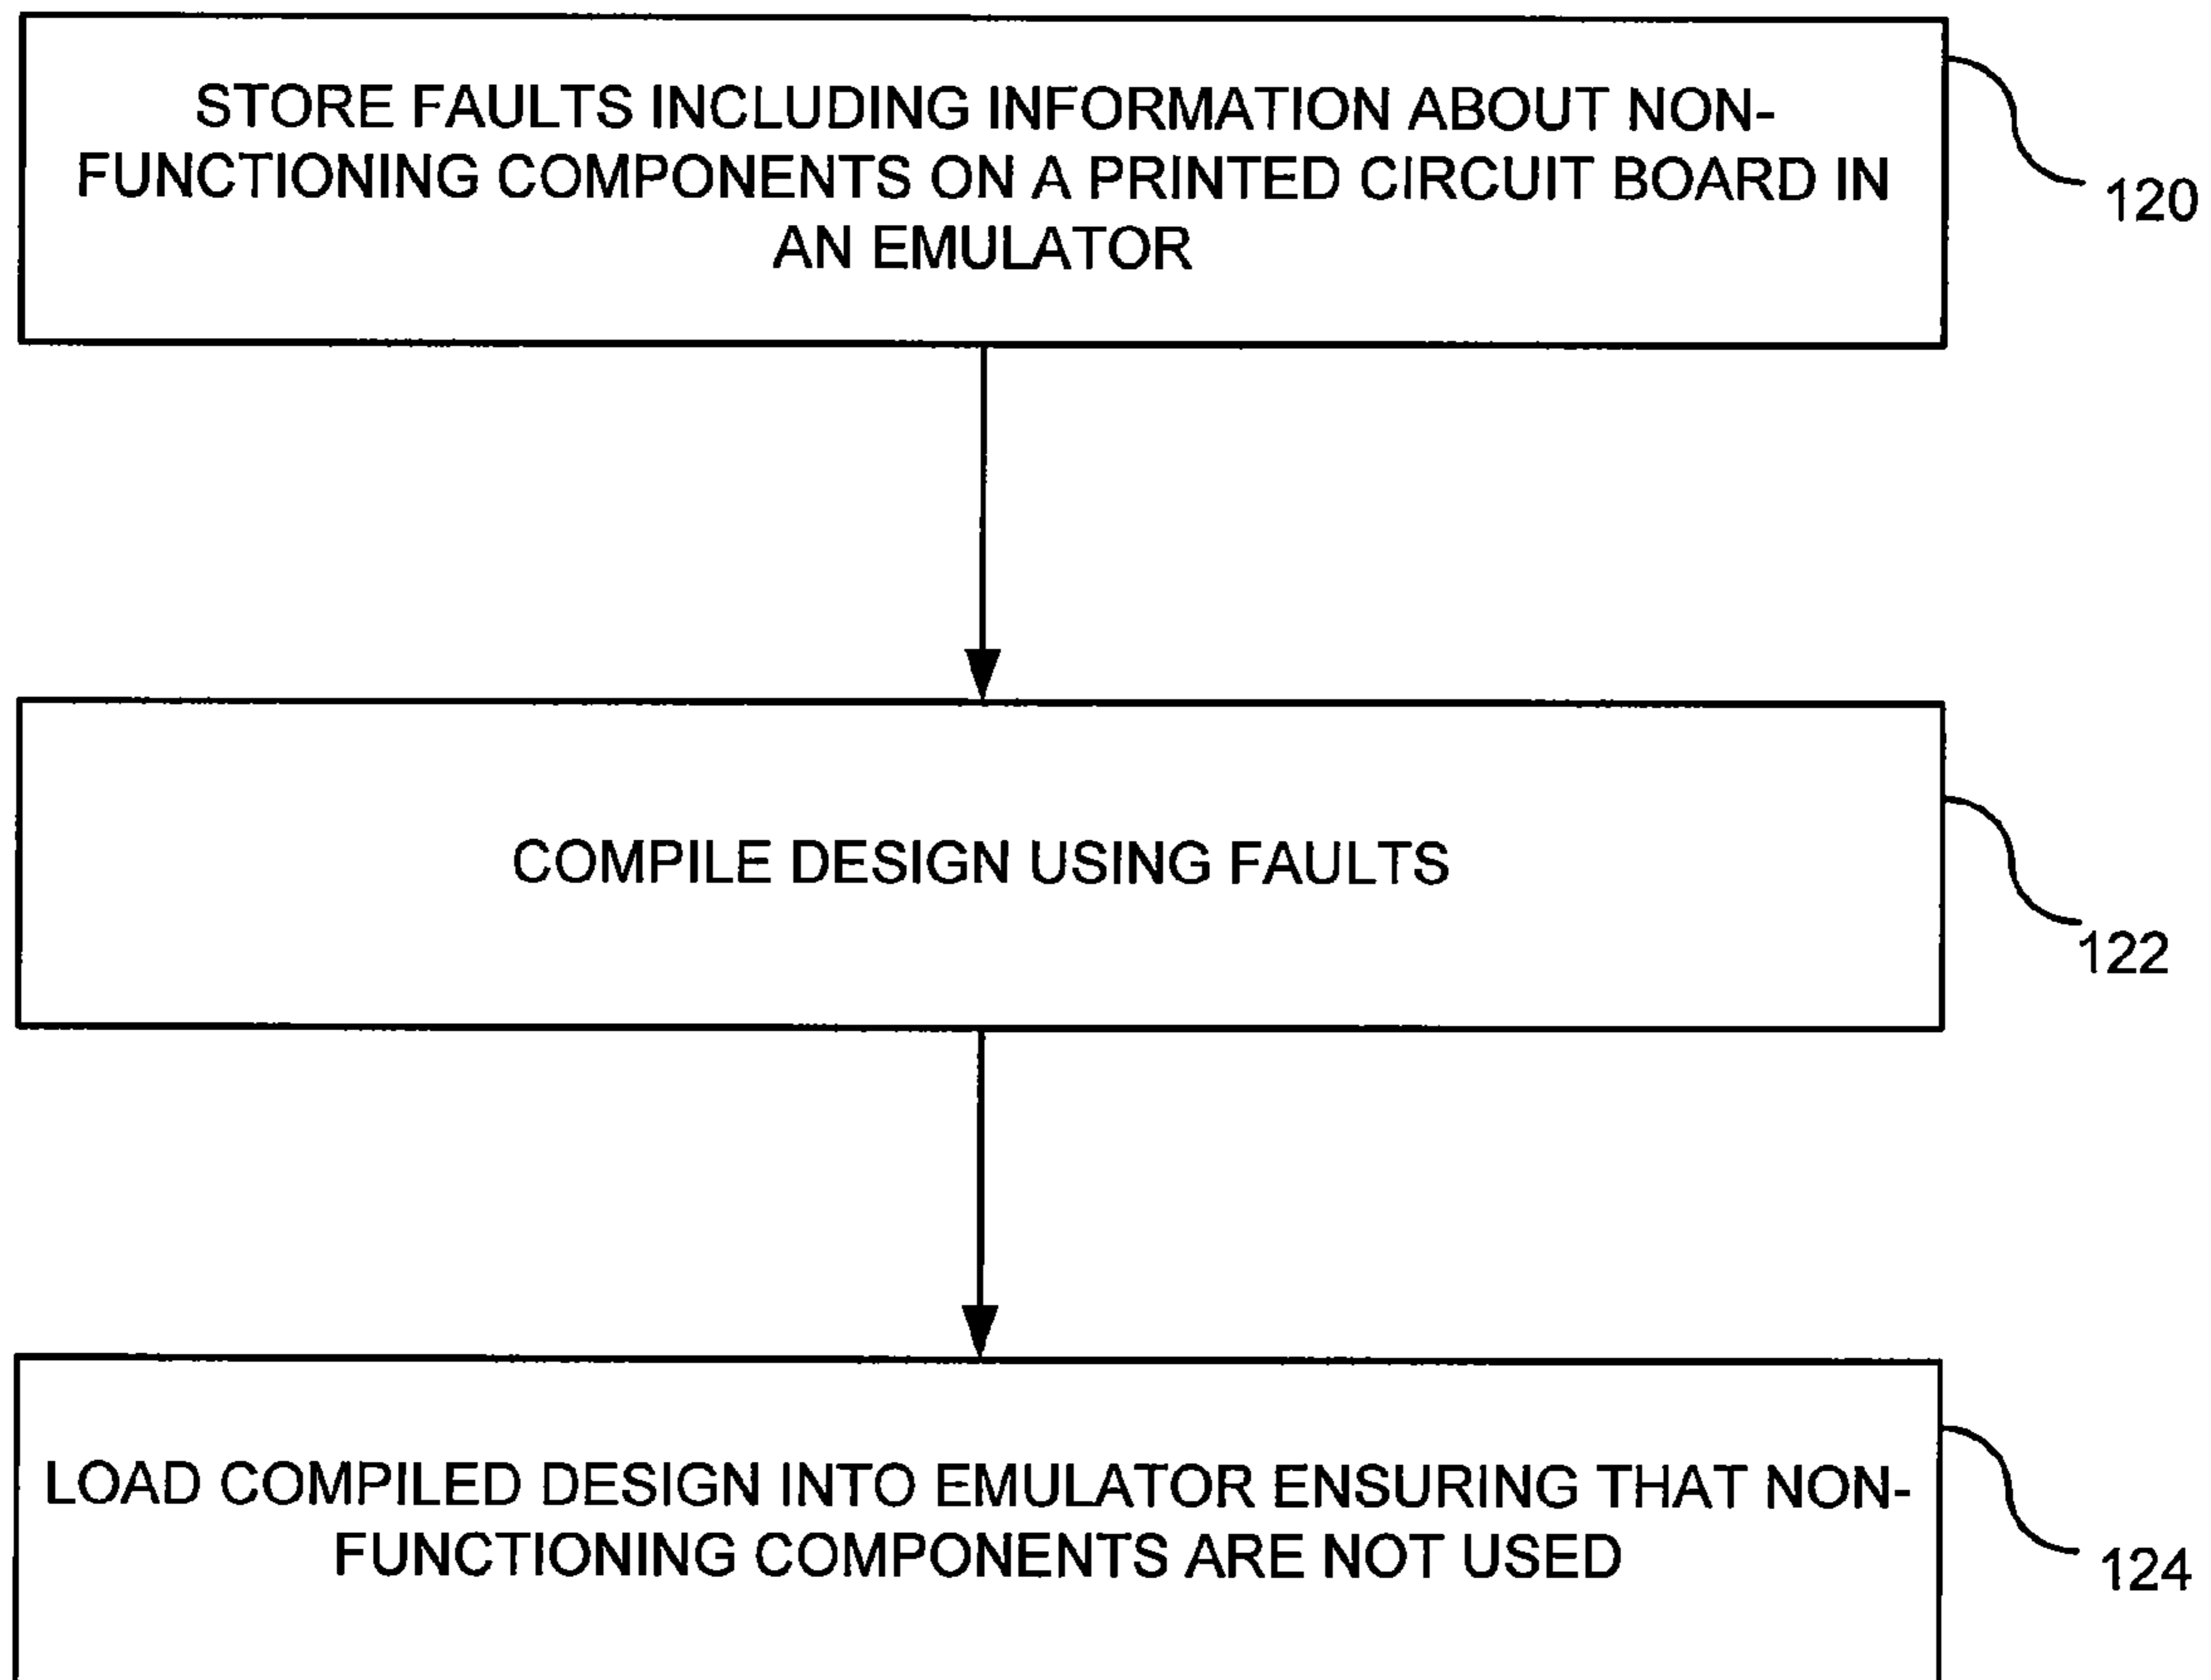 STORE FAULTS INCLUDING INFORMATION ABOUT NON-
FUNCTIONING COMPONENTS ON A PRINTED CIRCUIT BOARD IN
AN EMULATOR
120
COMPILE DESIGN USING FAULTS
122
LOAD COMPILED DESIGN INTO EMULATOR ENSURING THAT NON-
FUNCTIONING COMPONENTS ARE NOT USED
124